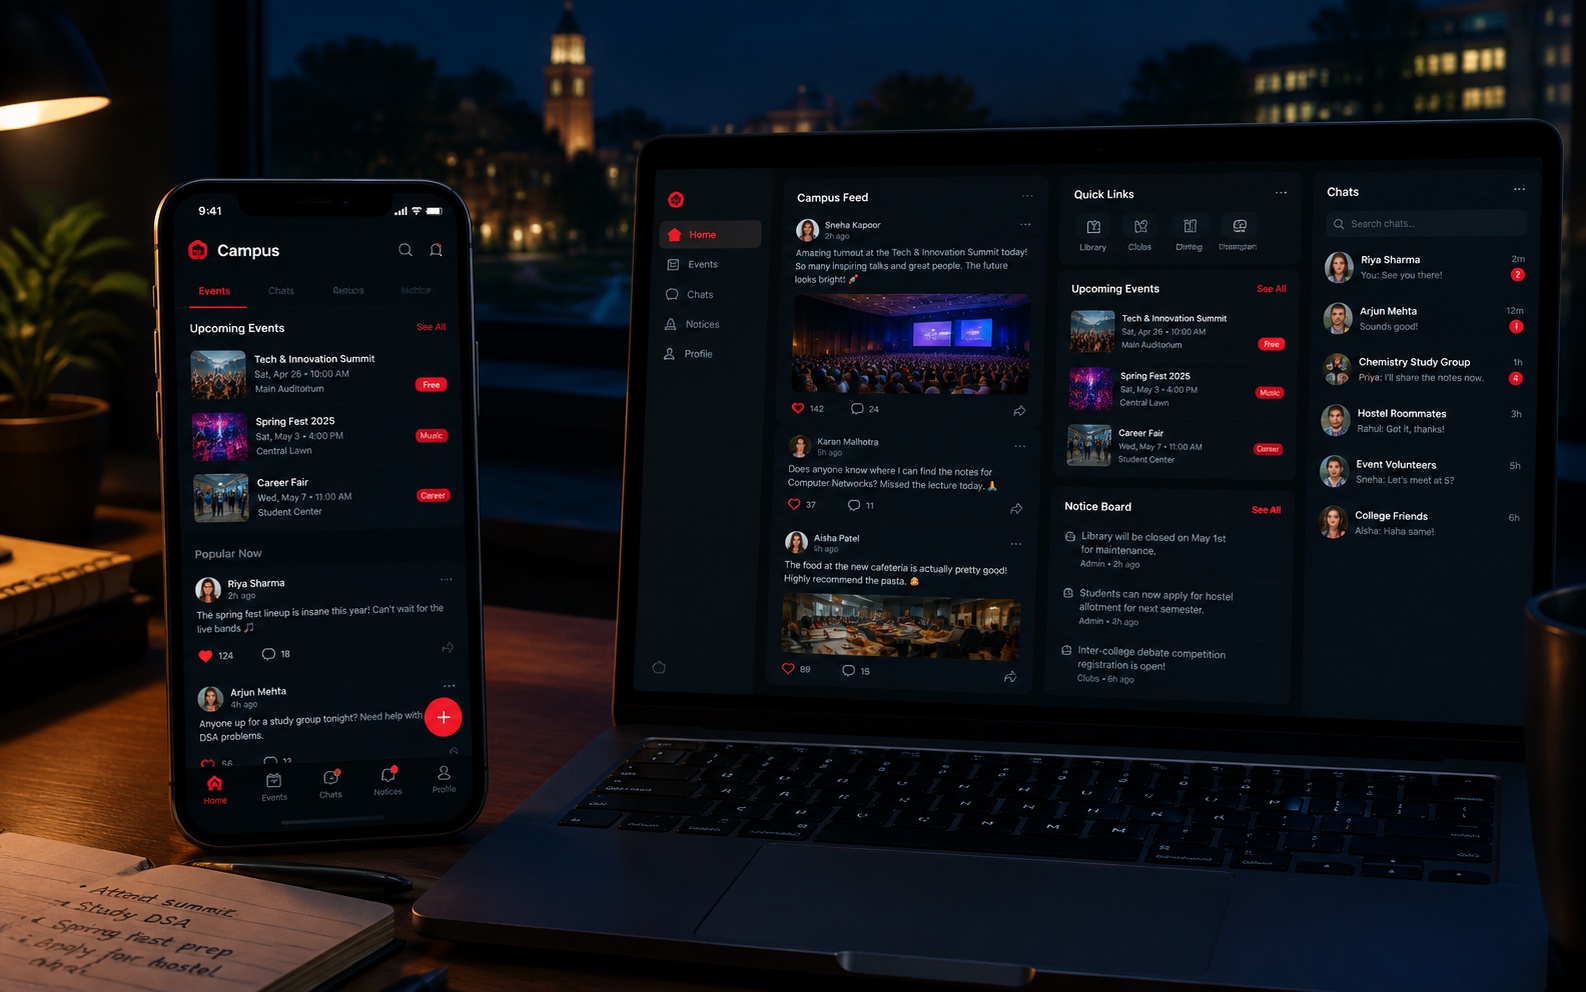 9:41
Campus
Events
Chats
Upcoming Events
See All
Tech & Innovation Summit
Sat, Apr 26 • 10:00 AM
Main Auditorium
Free
Spring Fest 2025
Sat, May 3 • 4:00 PM
Central Lawn
Music
Career Fair
Wed, May 7 • 11:00 AM
Student Center
Career
Popular Now
Riya Sharma
2h ago
The spring fest lineup is insane this year! Can't wait for the
live bands 🎵
124
18
Arjun Mehta
4h ago
Anyone up for a study group tonight? Need help with
DSA problems.
56
12
Home
Events
Chats
Notices
Profile
Attend summit
Study DSA
Spring fest prep
Apply for hostel
Home
Events
Chats
Notices
Profile
Campus Feed
Sneha Kapoor
2h ago
Amazing turnout at the Tech & Innovation Summit today!
So many inspiring talks and great people. The future
looks bright! 🚀
142
24
Karan Malhotra
5h ago
Does anyone know where I can find the notes for
Computer Networks? Missed the lecture today. 🙏
37
11
Aisha Patel
ago
The food at the new cafeteria is actually pretty good!
Highly recommend the pasta.
89
15
Quick Links
Library
Clubs
Upcoming Events
See All
Tech & Innovation Summit
Sat, Apr 26 • 10:00 AM
Main Auditorium
Free
Spring Fest 2025
Sat, May 3 • 4:00 PM
Central Lawn
Music
Career Fair
Wed, May 7 • 11:00 AM
Student Center
Career
Notice Board
See All
Library will be closed on May 1st
for maintenance.
Admin • 2h ago
Students can now apply for hostel
allotment for next semester.
Admin • 4h ago
Inter-college debate competition
registration is open!
Clubs • 6h ago
Chats
Search chats...
Riya Sharma
2m
You: See you there!
2
Arjun Mehta
12m
Sounds good!
1
Chemistry Study Group
1h
Priya: I'll share the notes now.
4
Hostel Roommates
3h
Rahul: Got it, thanks!
Event Volunteers
5h
Sneha: Let's meet at 5?
College Friends
6h
Aisha: Haha same!